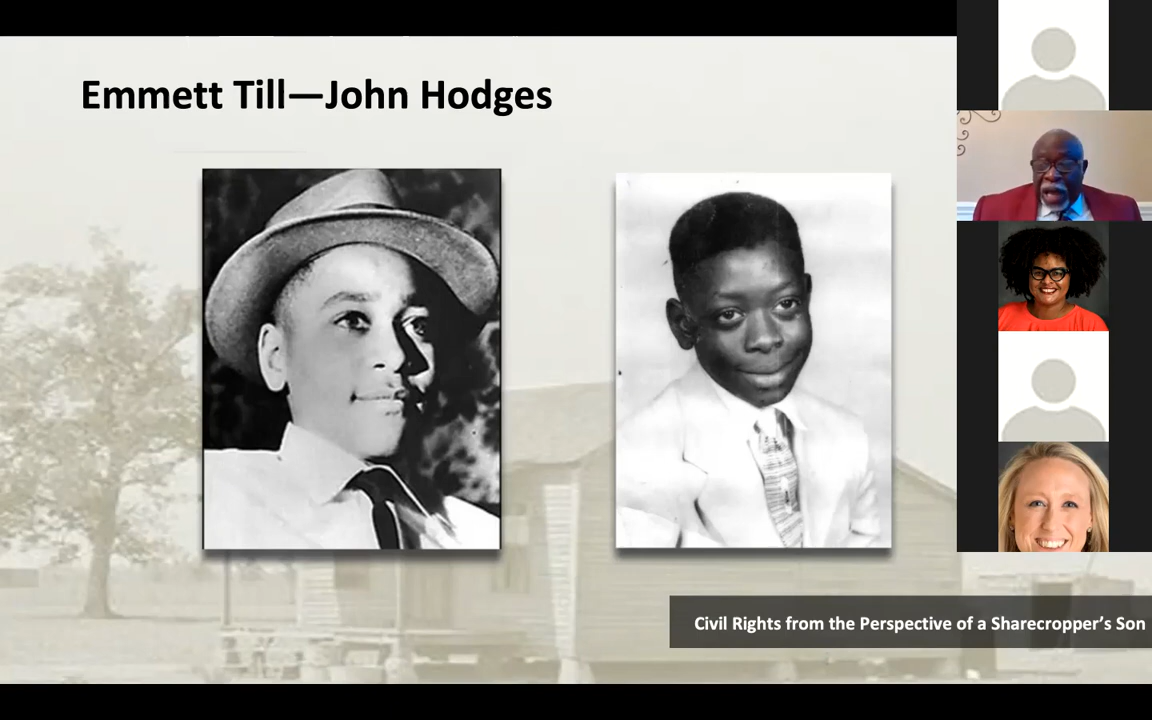 Emmett Till—John Hodges
Civil Rights from the Perspective of a Sharecropper’s Son